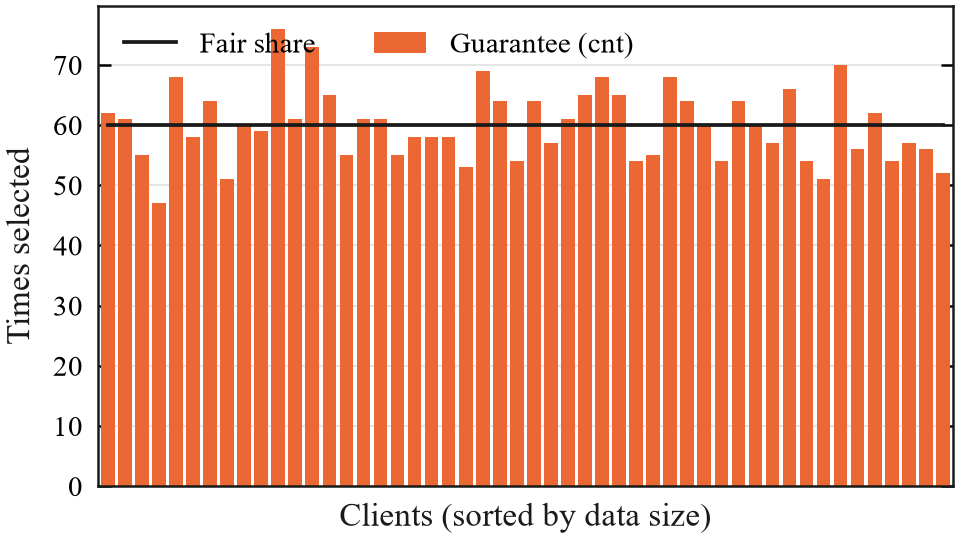 Fair share
Guarantee (cnt)
70
60
50
40
30
20
10
0
Times selected
Clients (sorted by data size)